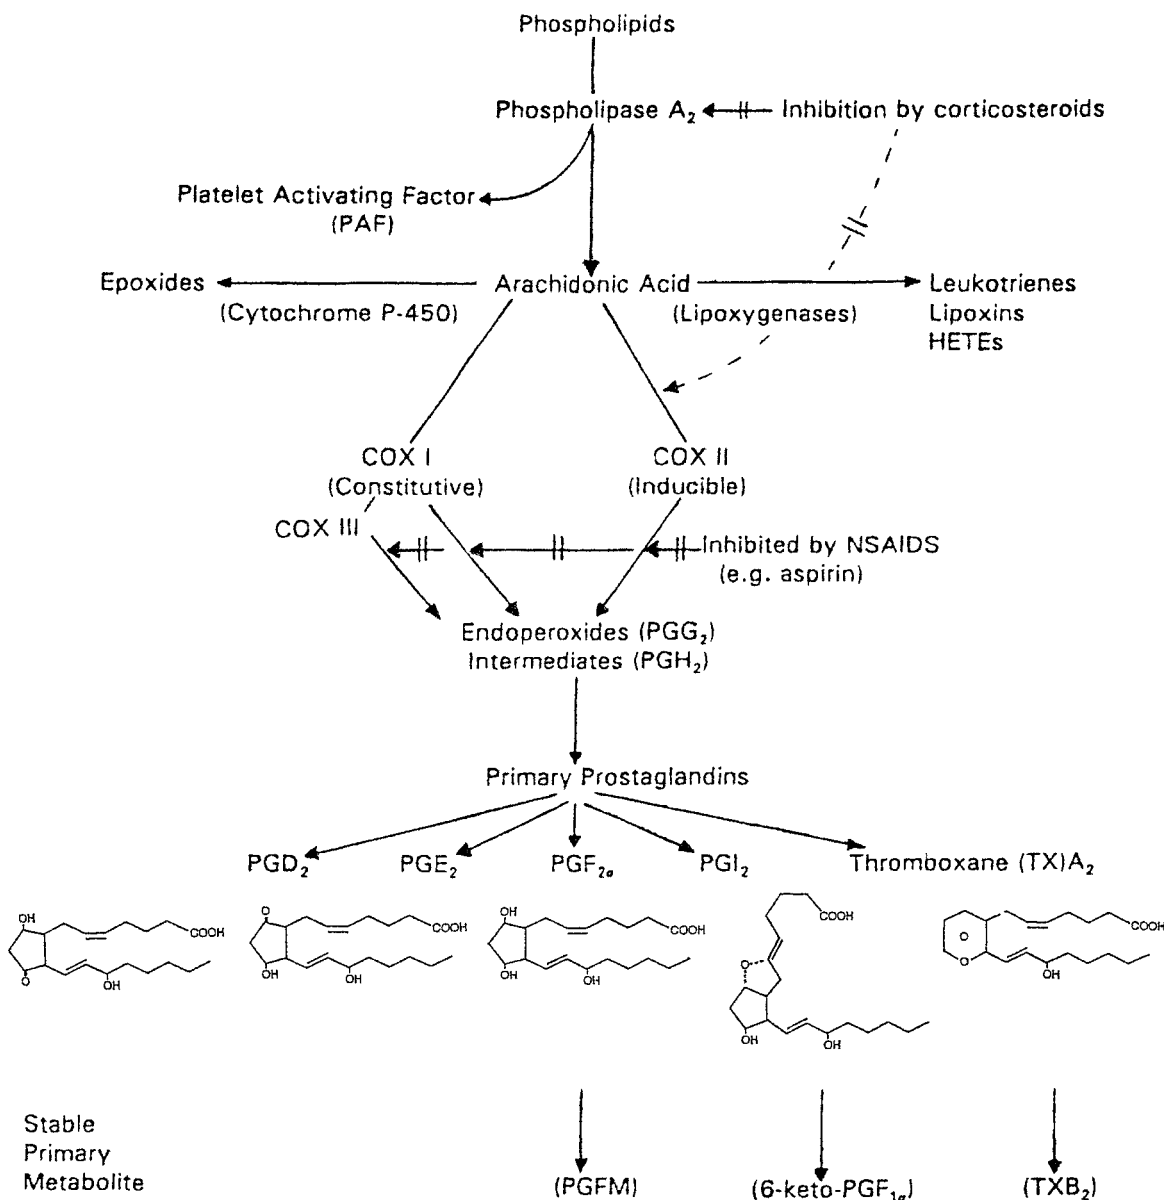 Phospholipids
Phospholipase A₂
Inhibition by corticosteroids
Platelet Activating Factor
(PAF)
Epoxides
(Cytochrome P-450)
Arachidonic Acid
(Lipoxygenases)
Leukotrienes
Lipoxins
HETEs
COX I
(Constitutive)
COX II
(Inducible)
COX III
Inhibited by NSAIDS
(e.g. aspirin)
Endoperoxides (PGG₂)
Intermediates (PGH₂)
Primary Prostaglandins
PGD₂
PGE₂
PGF₂α
PGI₂
Thromboxane (TX)A₂
OH
COOH
O
OH
O
COOH
OH
OH
OH
COOH
OH
OH
COOH
O
OH
OH
COOH
O
O
OH
Stable
Primary
Metabolite
(PGFM)
(6-keto-PGF₁α)
(TXB₂)